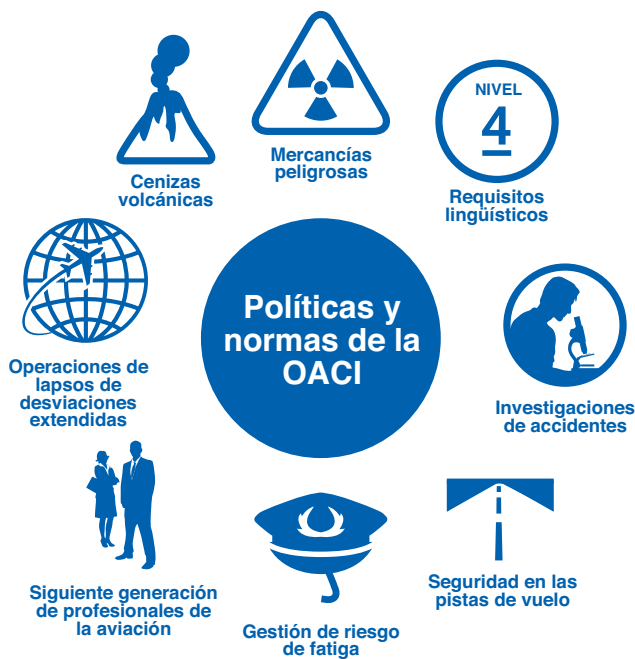 Cenizas
volcánicas
Mercancías
peligrosas
NIVEL
4
Requisitos
lingüísticos
Políticas y
normas de la
OACI
Operaciones de
lapsos de
desviaciones
extendidas
Investigaciones
de accidentes
Siguiente generación
de profesionales de
la aviación
Gestión de riesgo
de fatiga
Seguridad en las
pistas de vuelo